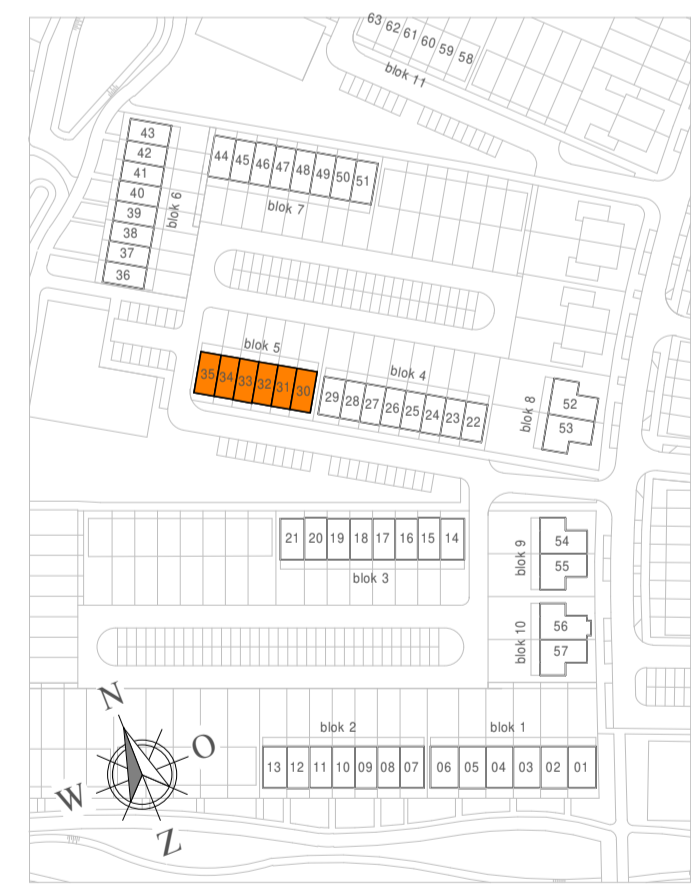 63 62 61 60 59 58
blok 11
43
42
41
40
39
38
37
36
blok 6
44 45 46 47 48 49 50 51
blok 7
blok 5
35 34 33 32 31 30
blok 4
29 28 27 26 25 24 23 22
blok 8
52
53
21 20 19 18 17 16 15 14
blok 3
blok 9
54
55
blok 10
56
57
N
O
W
Z
blok 2
13 12 11 10 09 08 07
blok 1
06 05 04 03 02 01